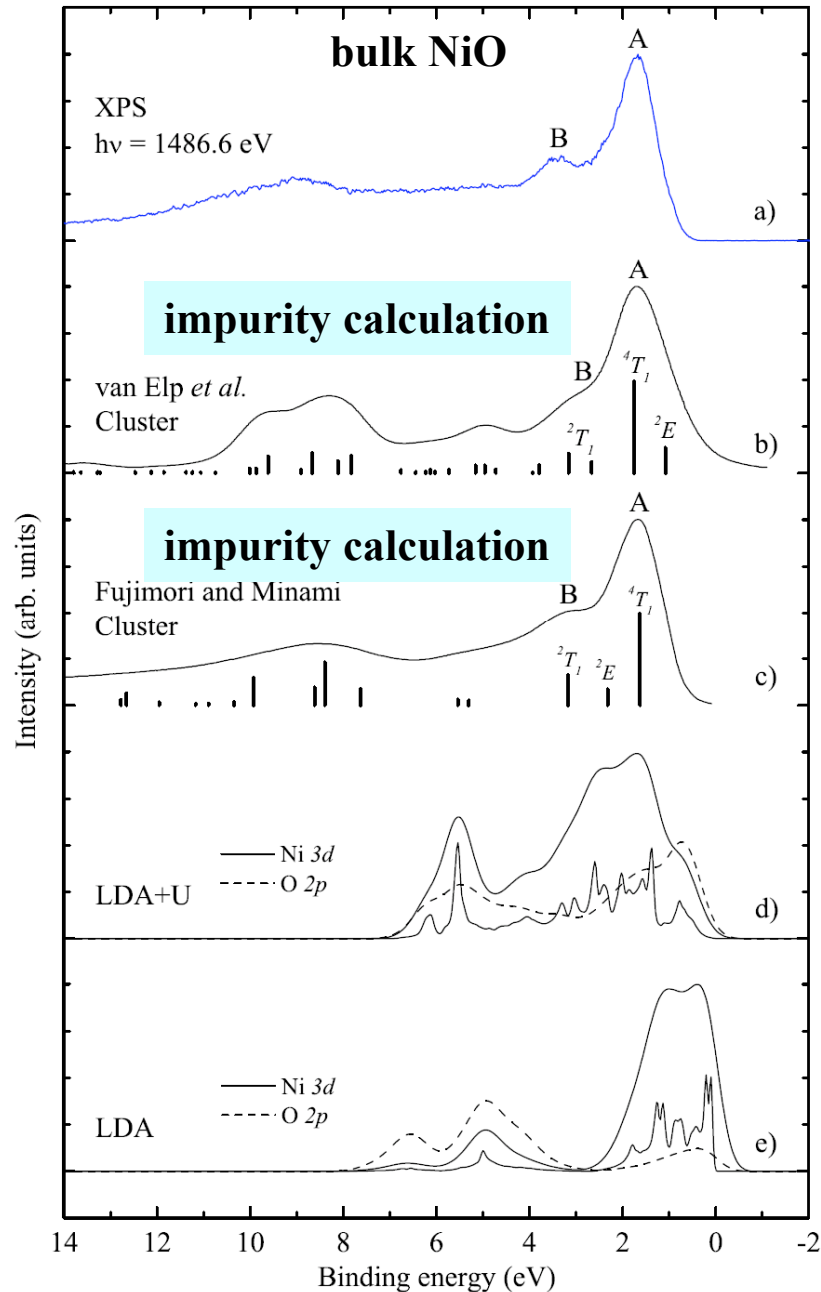 bulk NiO
A
XPS
hν = 1486.6 eV
B
a)
impurity calculation
A
van Elp et al.
Cluster
B
⁴T₁
²T₁
²E
b)
impurity calculation
A
Fujimori and Minami
Cluster
B
⁴T₁
²T₁
²E
c)
Ni 3d
O 2p
LDA+U
d)
Ni 3d
O 2p
LDA
e)
Intensity (arb. units)
14 12 10 8 6 4 2 0 -2
Binding energy (eV)